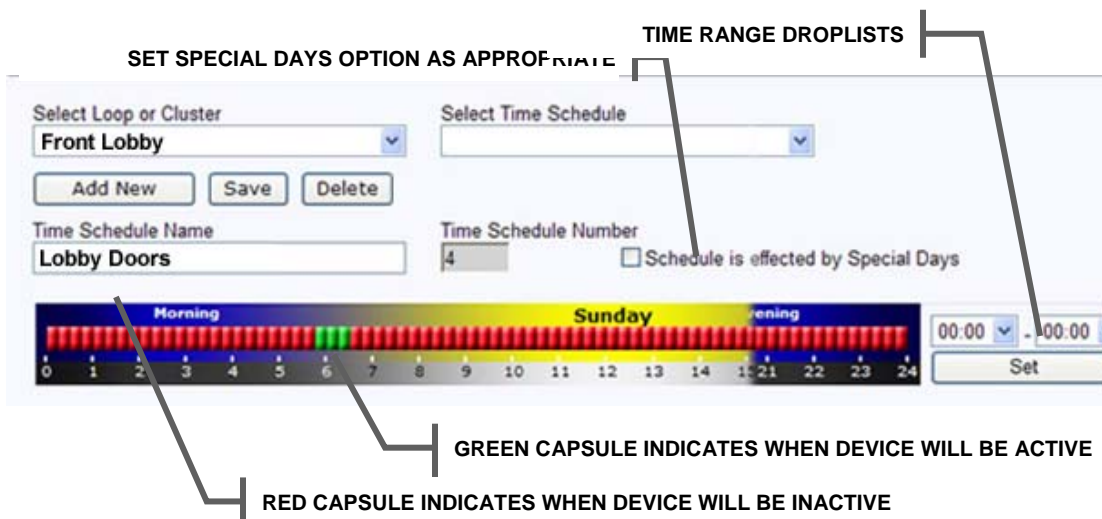 TIME RANGE DROPLISTS
SET SPECIAL DAYS OPTION AS APPROPRIATE
Select Loop or Cluster
Select Time Schedule
Front Lobby
Add New Save Delete
Time Schedule Name
Time Schedule Number
Lobby Doors
4
Schedule is effected by Special Days
Morning Sunday vening
00:00 - 00:00
0 1 2 3 4 5 6 7 8 9 10 11 12 13 14 1521 22 23 24
Set
GREEN CAPSULE INDICATES WHEN DEVICE WILL BE ACTIVE
RED CAPSULE INDICATES WHEN DEVICE WILL BE INACTIVE